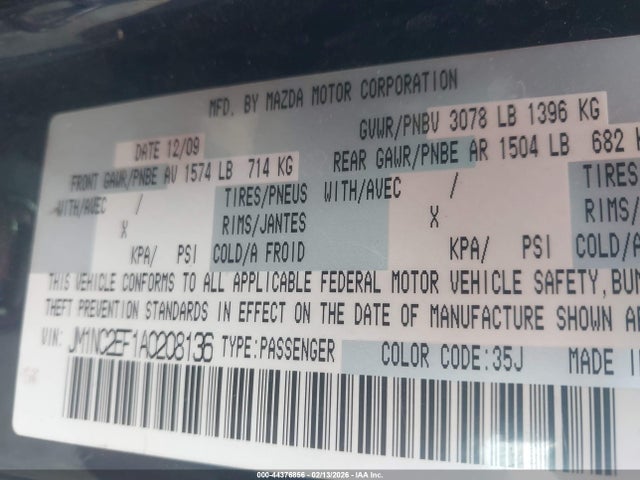 MFD. BY MAZDA MOTOR CORPORATION
DATE 12/09 GVWR/PNBV 3078 LB 1396 KG
FRONT GAWR/PNBE AV 1574 LB 714 KG REAR GAWR/PNBE AR 1504 LB 682
WITH/AVEC / TIRES/PNEUS WITH/AVEC / TIRES
X RIMS/JANTES X RIMS/
KPA/ PSI COLD/A FROID KPA/ PSI COLD/A
THIS VEHICLE CONFORMS TO ALL APPLICABLE FEDERAL MOTOR VEHICLE SAFETY, BUM
THEFT PREVENTION STANDARDS IN EFFECT ON THE DATE OF MANUFACTURE SHOWN AB
VIN: JM1NC2EF1A0208136 TYPE:PASSENGER COLOR CODE:35J MADE IN
000-44376856 - 02/13/2026 - IAA Inc.